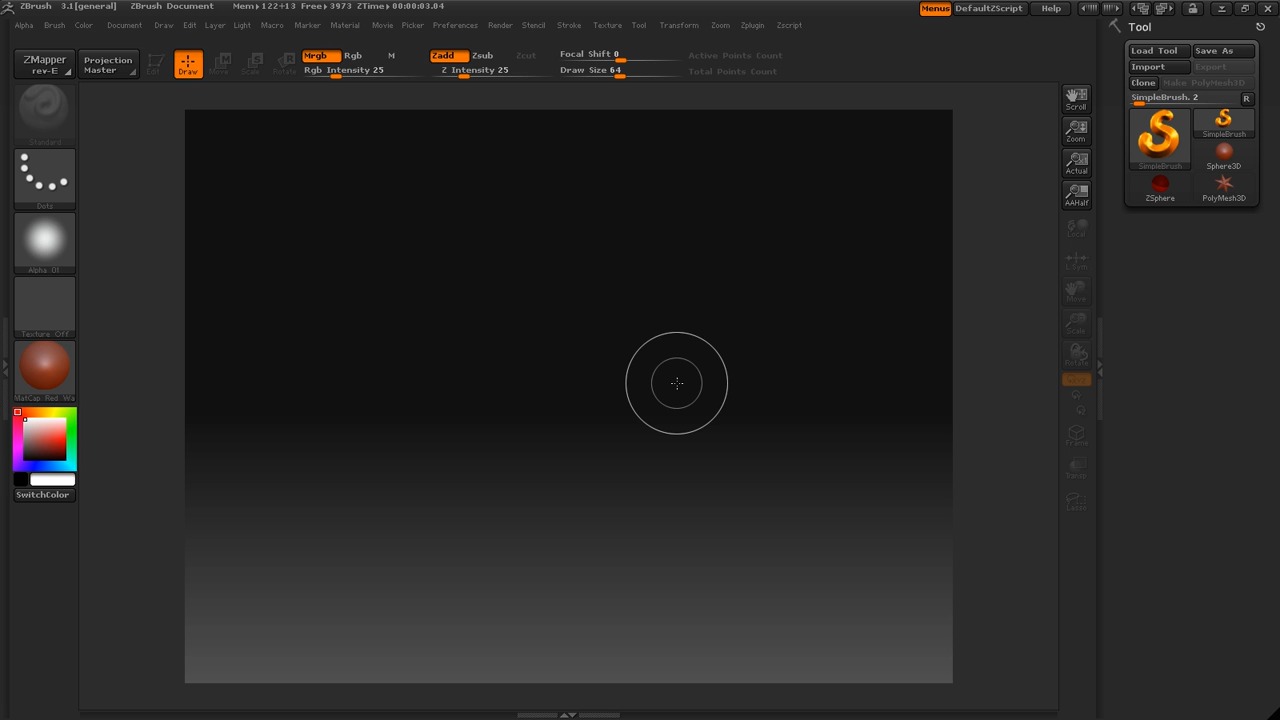 ZBrush 3.1[general] ZBrush Document Mem▸122+13 Free▸3973 ZTime▸00:00:03.04 Menus DefaultZScript Help
Alpha Brush Color Document Draw Edit Layer Light Macro Marker Material Movie Picker Preferences Render Stencil Stroke Texture Tool Transform Zoom Zplugin Zscript
Tool
ZMapper
rev-E
Projection
Master
Edit
Draw
Move
Scale
Rotate
Mrgb Rgb M
Rgb Intensity 25
Zadd Zsub Zcut
Z Intensity 25
Focal Shift 0
Draw Size 64
Active Points Count
Total Points Count
Load Tool Save As
Import Export
Clone Make PolyMesh3D
SimpleBrush. 2 R
SimpleBrush
SimpleBrush
Sphere3D
ZSphere
PolyMesh3D
Standard
Dots
Alpha 01
Texture Off
MatCap Red Wa
SwitchColor
Scroll
Zoom
Actual
AAHalf
Local
L.Sym
Move
Scale
Rotate
Frame
Transp
Lasso